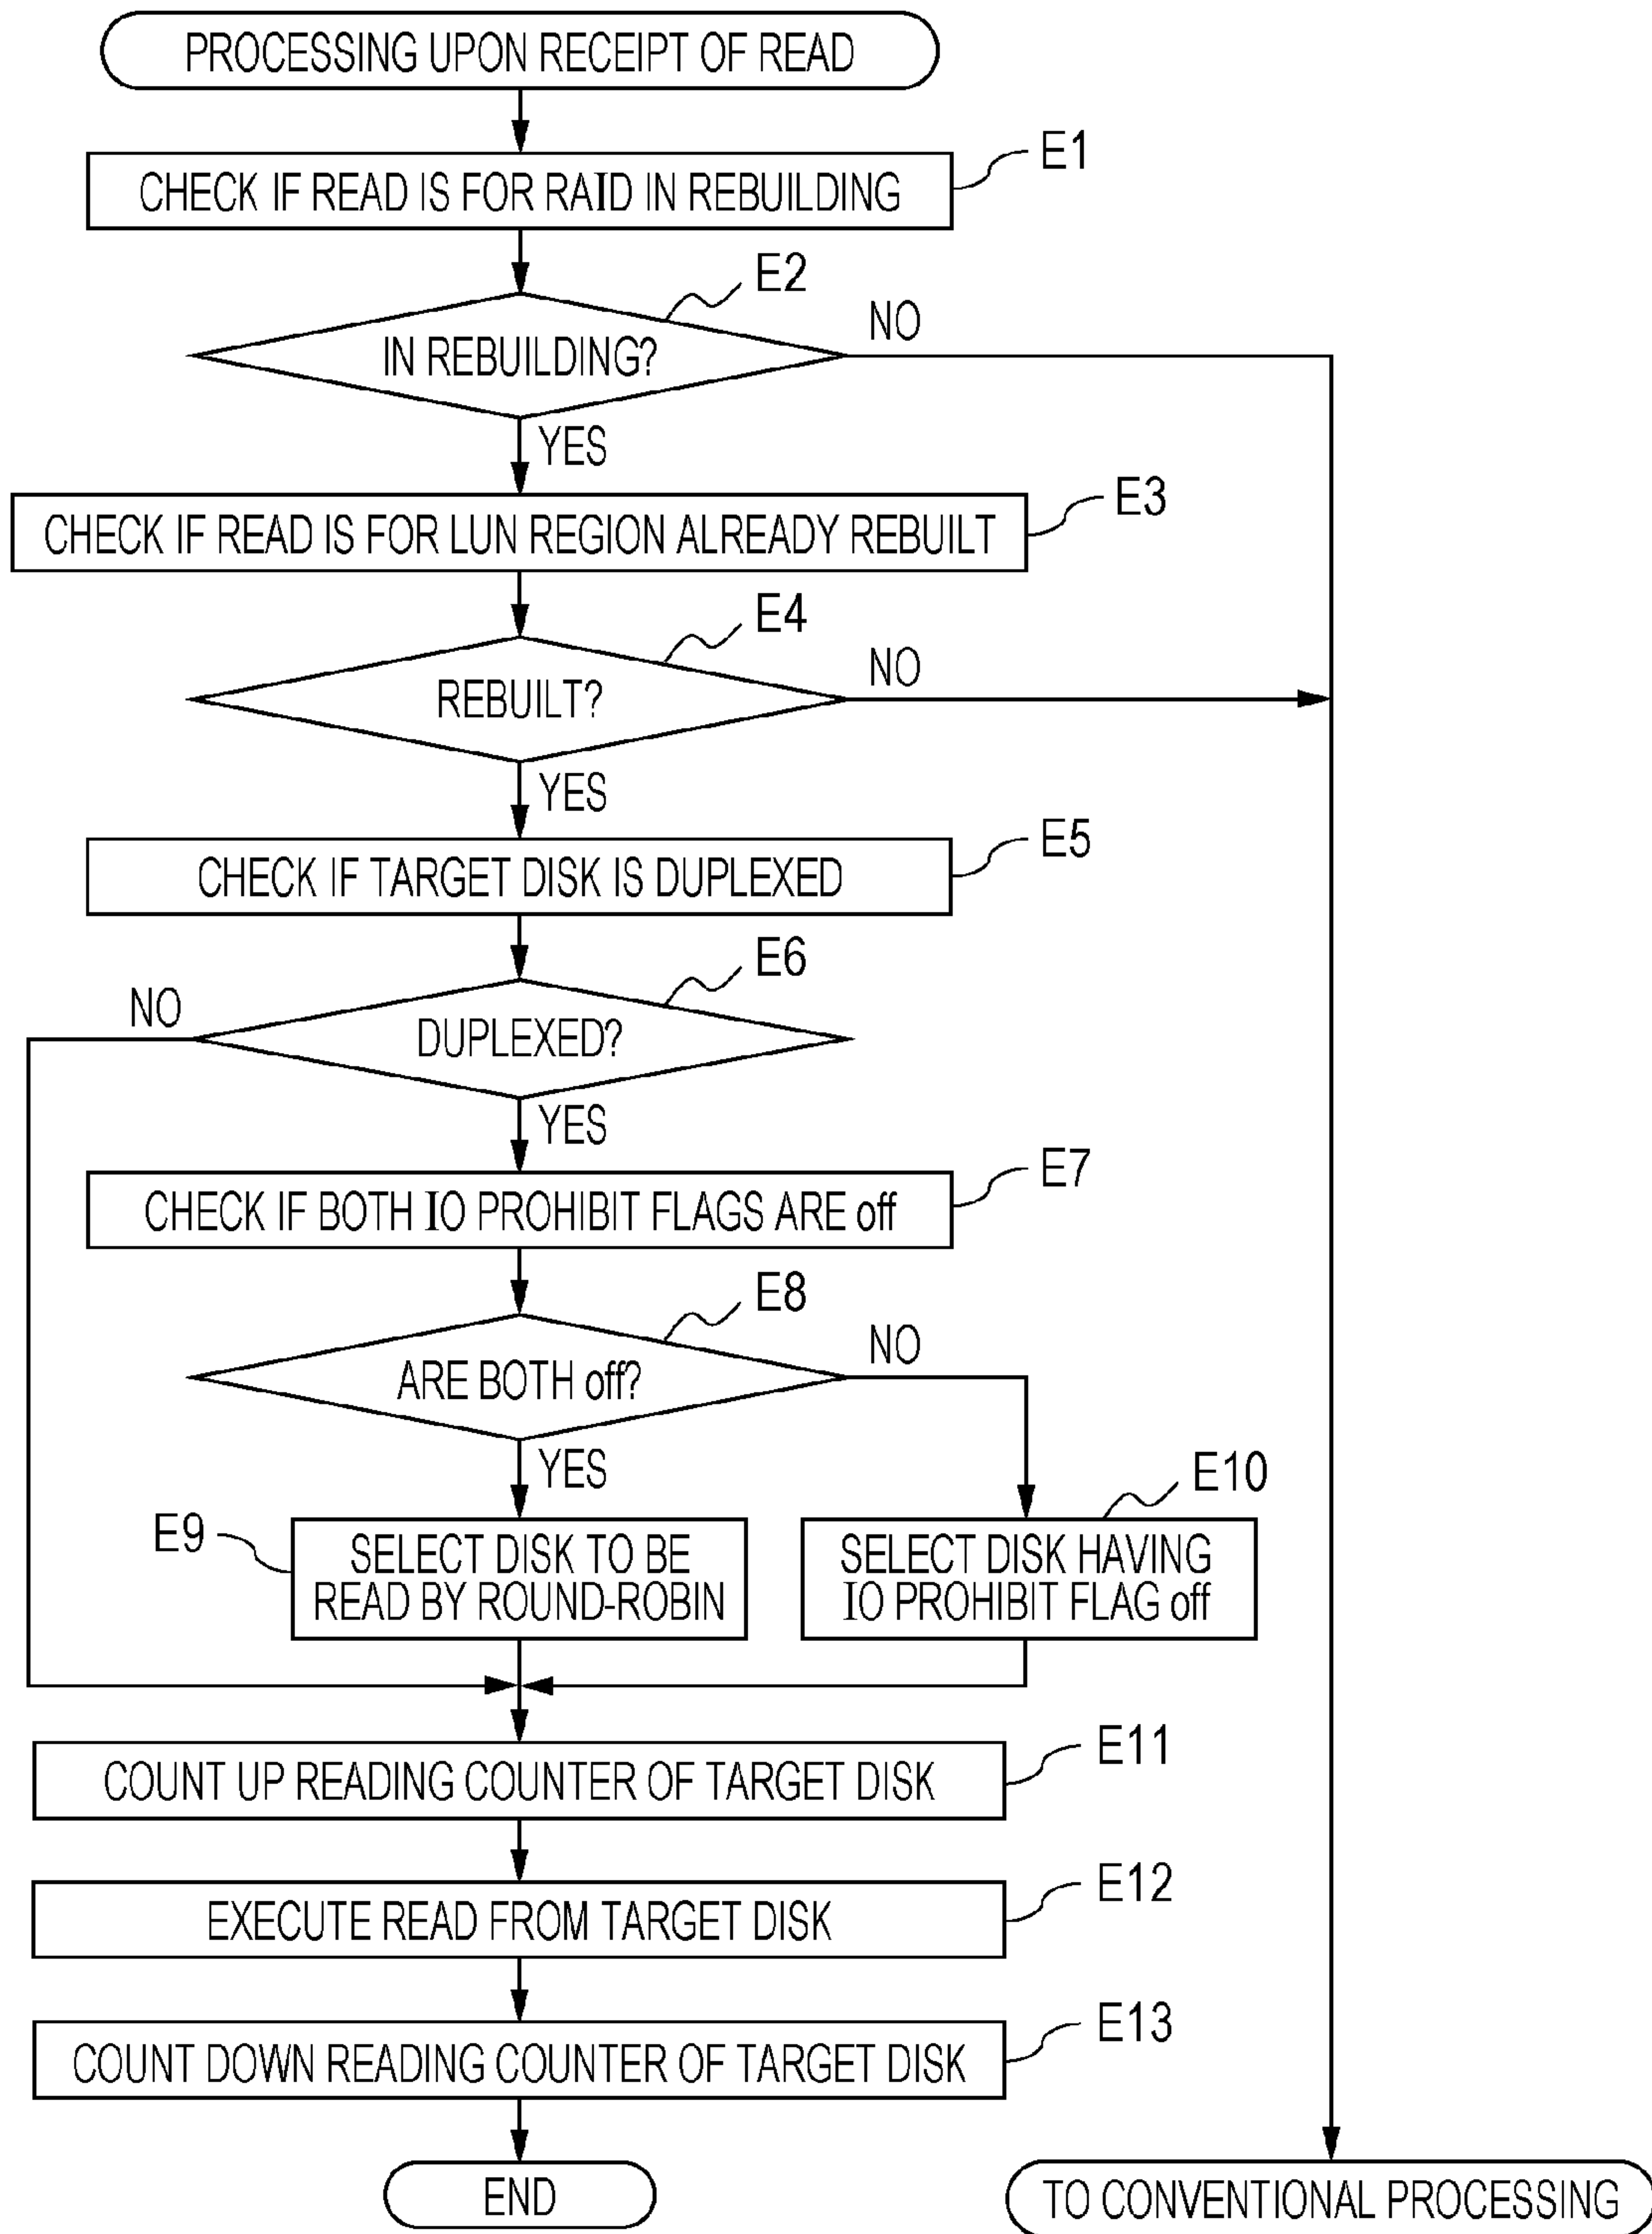 PROCESSING UPON RECEIPT OF READ
E1
CHECK IF READ IS FOR RAID IN REBUILDING
E2
IN REBUILDING?
NO
YES
E3
CHECK IF READ IS FOR LUN REGION ALREADY REBUILT
E4
REBUILT?
NO
YES
E5
CHECK IF TARGET DISK IS DUPLEXED
E6
NO
DUPLEXED?
YES
E7
CHECK IF BOTH IO PROHIBIT FLAGS ARE off
E8
ARE BOTH off?
NO
YES
E9
SELECT DISK TO BE
READ BY ROUND-ROBIN
E10
SELECT DISK HAVING
IO PROHIBIT FLAG off
E11
COUNT UP READING COUNTER OF TARGET DISK
E12
EXECUTE READ FROM TARGET DISK
E13
COUNT DOWN READING COUNTER OF TARGET DISK
END
TO CONVENTIONAL PROCESSING